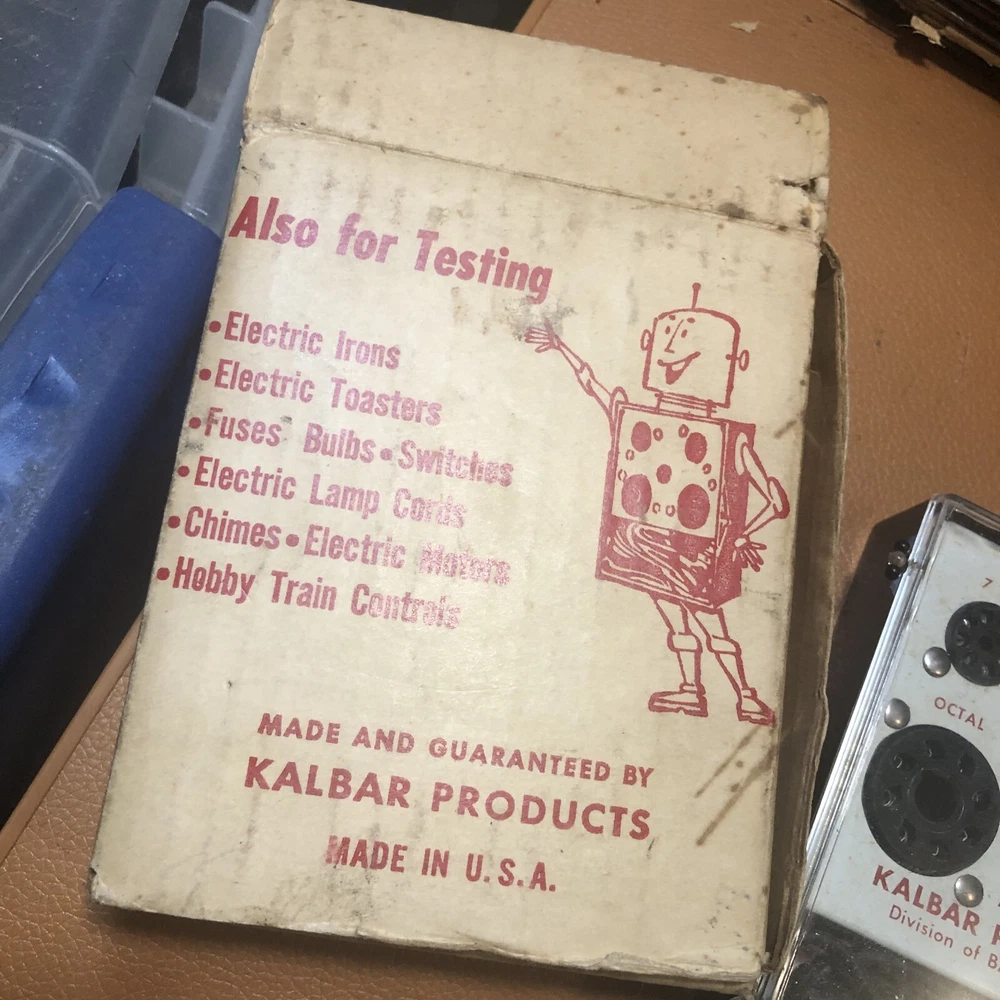 Also for Testing
•Electric Irons
•Electric Toasters
•Fuses Bulbs•Switches
•Electric Lamp Cords
•Chimes•Electric Motors
•Hobby Train Controls
MADE AND GUARANTEED BY
KALBAR PRODUCTS
MADE IN U.S.A.
7
OCTAL
KALBAR
Division of